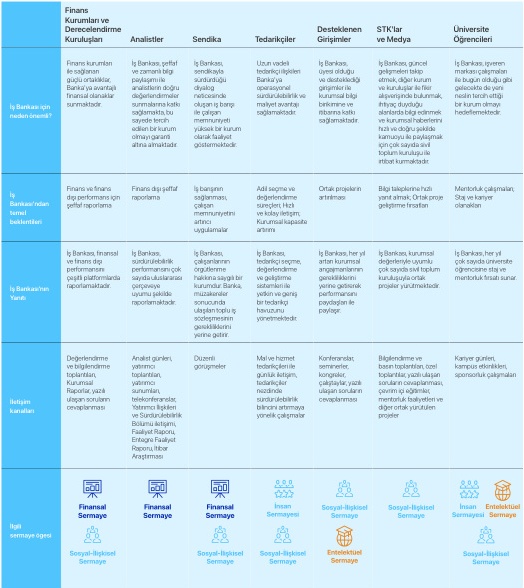 Finans
Kurumları ve
Derecelendirme
Kuruluşları
Analistler
Sendika
Tedarikçiler
Desteklenen
Girişimler
STK'lar
ve Medya
Üniversite
Öğrencileri
İş Bankası için
neden önemli?
Finans kurumları
ile sağlanan
güçlü ortaklıklar,
Banka'ya avantajlı
finansal olanaklar
sunmaktadır.
İş Bankası, şeffaf
ve zamanlı bilgi
paylaşımı ile
analistlerin doğru
değerlendirmeler
sunmalarına katkı
sağlamakta, bu
sayede tercih
edilen bir kurum
olmayı garanti
altına almaktadır.
İş Bankası,
sendikayla
sürdürdüğü
diyalog
neticesinde
oluşan iş barışı
ile çalışan
memnuniyeti
yüksek bir kurum
olarak faaliyet
göstermektedir.
Uzun vadeli
tedarikçi ilişkileri
Banka'ya
operasyonel
sürdürülebilirlik ve
maliyet avantajı
sağlamaktadır.
İş Bankası,
üyesi olduğu
ve desteklediği
girişimler ile
kurumsal bilgi
birikimine ve
itibarına katkı
sağlamaktadır.
İş Bankası, güncel
gelişmeleri takip
etmek, diğer kurum
ve kuruluşlar ile fikir
alışverişinde bulunmak,
ihtiyaç duyduğu
alanlarda bilgi edinmek
ve kurumsal haberlerini
hızlı ve doğru şekilde
kamuoyu ile paylaşmak
için çok sayıda sivil
toplum kuruluşu ile
irtibat kurmaktadır.
İş Bankası, işveren
markası çalışmaları
ile bugün olduğu gibi
gelecekte de yeni
neslin tercih ettiği
bir kurum olmayı
hedeflemektedir.
İş
Bankası'ndan
temel
beklentileri
Finans ve finans
dışı performans için
şeffaf raporlama
Finans dışı şeffaf
raporlama
İş barışının
sağlanması,
çalışan
memnuniyetini
artırıcı
uygulamalar
Adil seçme ve
değerlendirme
süreçleri; Hızlı
ve kolay iletişim;
Kurumsal kapasite
artırımı
Ortak projelerin
artırılması
Bilgi taleplerine hızlı
yanıt almak; Ortak proje
geliştirme fırsatları
Mentorluk çalışmaları,
Staj ve kariyer
olanakları
İş Bankası'nın
Yanıtı
İş Bankası, finansal
ve finans dışı
performansını
çeşitli platformlarda
raporlamaktadır.
İş Bankası,
sürdürülebilirlik
performansını çok
sayıda uluslararası
çerçeveye
uyumu şekilde
raporlamaktadır.
İş Bankası,
çalışanlarının
örgütlenme
hakkına saygılı bir
kurumdur. Banka,
müzakereler
sonucunda
ulaşılan toplu iş
sözleşmesinin
gerekliliklerini
yerine getirir.
İş Bankası,
tedarikçi seçme,
değerlendirme
ve geliştirme
sistemleri ile
yetkin ve geniş
bir tedarikçi
havuzunu
yönetmektedir.
İş Bankası, her yıl
artan kurumsal
angajmanlarının
gerekliliklerini
yerine getirerek
performansını
paydaşları ile
paylaşır.
İş Bankası, kurumsal
değerleriyle uyumlu
çok sayıda sivil toplum
kuruluşuyla ortak
projeler yürütmektedir.
İş Bankası, her yıl
çok sayıda üniversite
öğrencisine staj ve
mentorluk fırsatı sunar.
İletişim
kanalları
Değerlendirme
ve bilgilendirme
toplantıları,
Kurumsal
Raporlar, yazılı
ulaşan soruların
cevaplanması
Analist günleri,
yatırımcı
toplantıları,
yatırımcı
sunumları,
telekonferanslar,
Yatırımcı İlişkileri
ve Sürdürülebilirlik
Bölümü iletişimi,
Faaliyet Raporu,
Entegre Faaliyet
Raporu, İtibar
Araştırması
Düzenli
görüşmeler
Mal ve hizmet
tedarikçileri ile
günlük iletişim,
tedarikçiler
nezdinde
sürdürülebilirlik
bilincini artırmaya
yönelik çalışmalar
Konferanslar,
seminerler,
kongreler,
çalıştaylar, yazılı
ulaşan soruların
cevaplanması
Bilgilendirme ve
basın toplantıları, özel
toplantılar, yazılı ulaşan
soruların cevaplanması,
çevrim içi eğitimler,
mentorluk faaliyetleri ve
diğer ortak yürütülen
projeler
Kariyer günleri,
kampus etkinlikleri,
sponsorluk çalışmaları
İlgili
sermaye öğesi
Finansal
Sermaye
Sosyal-İlişkisel
Sermaye
Finansal
Sermaye
Finansal
Sermaye
Sosyal-İlişkisel
Sermaye
İnsan
Sermayesi
Sosyal-İlişkisel
Sermaye
Sosyal-İlişkisel
Sermaye
Entelektüel
Sermaye
Sosyal-İlişkisel
Sermaye
İnsan
Sermayesi
Entelektüel
Sermaye
Sosyal-İlişkisel
Sermaye